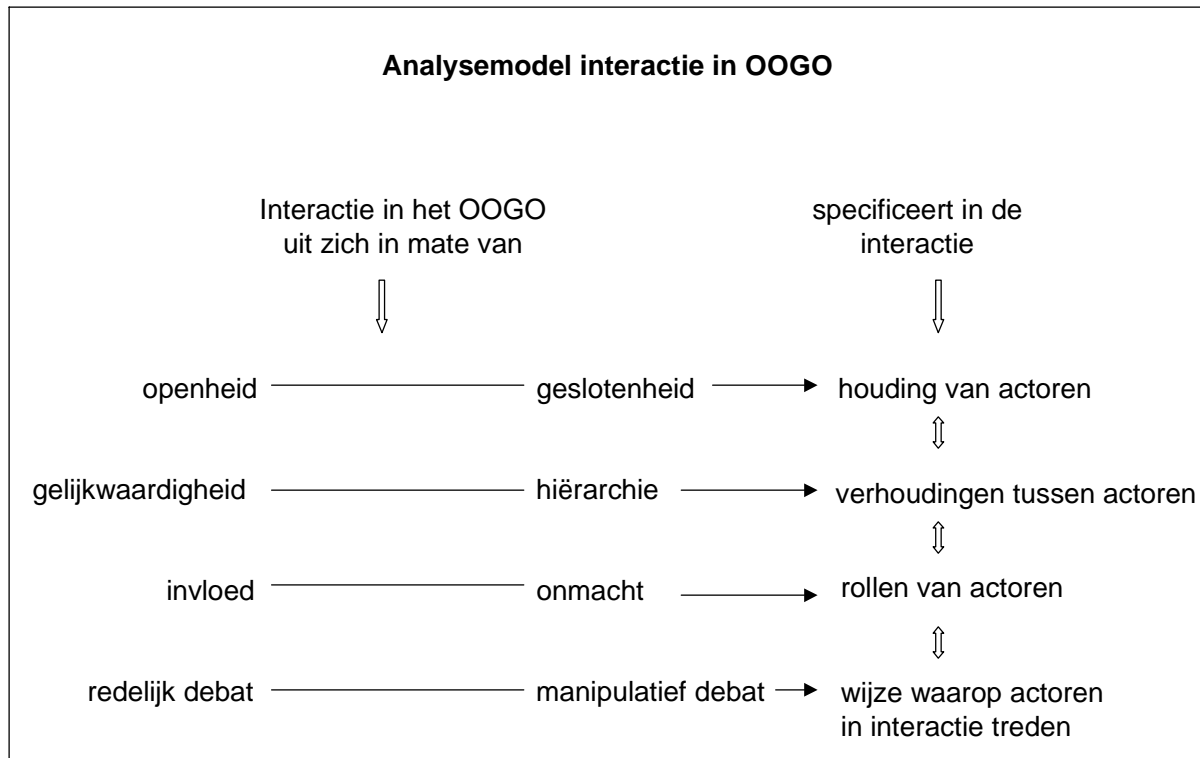 Analysemodel interactie in OOGO
Interactie in het OOGO
uit zich in mate van
specificeert in de
interactie
openheid geslotenheid houding van actoren
gelijkwaardigheid hiërarchie verhoudingen tussen actoren
invloed onmacht rollen van actoren
redelijk debat manipulatief debat wijze waarop actoren
in interactie treden